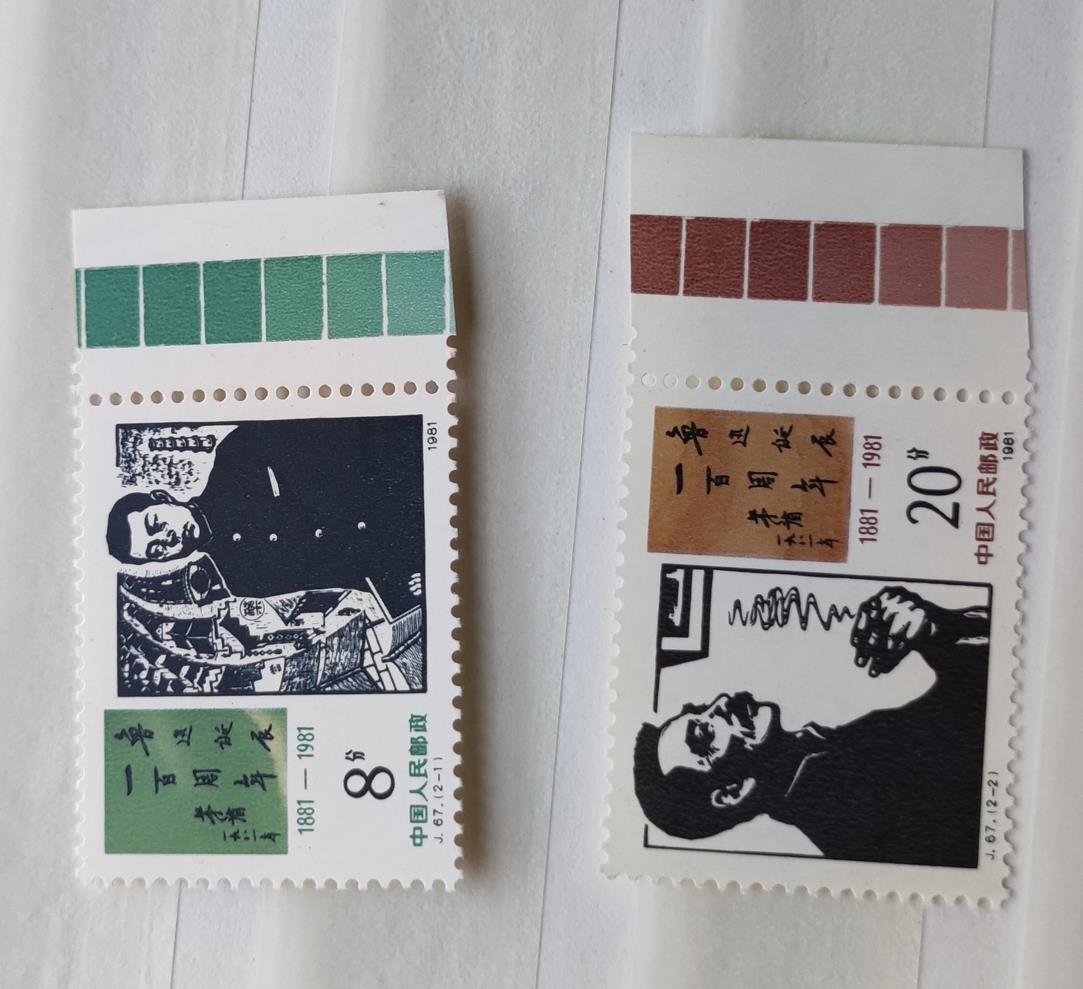 鲁迅诞辰
一百周年
茅盾
一九八一年
1881—1981
8分
中国人民邮政
J.67.(2-1)
藥
1981
鲁迅诞辰
一百周年
茅盾
一九八一年
1881—1981
20分
中国人民邮政
1981
J.67.(2-2)